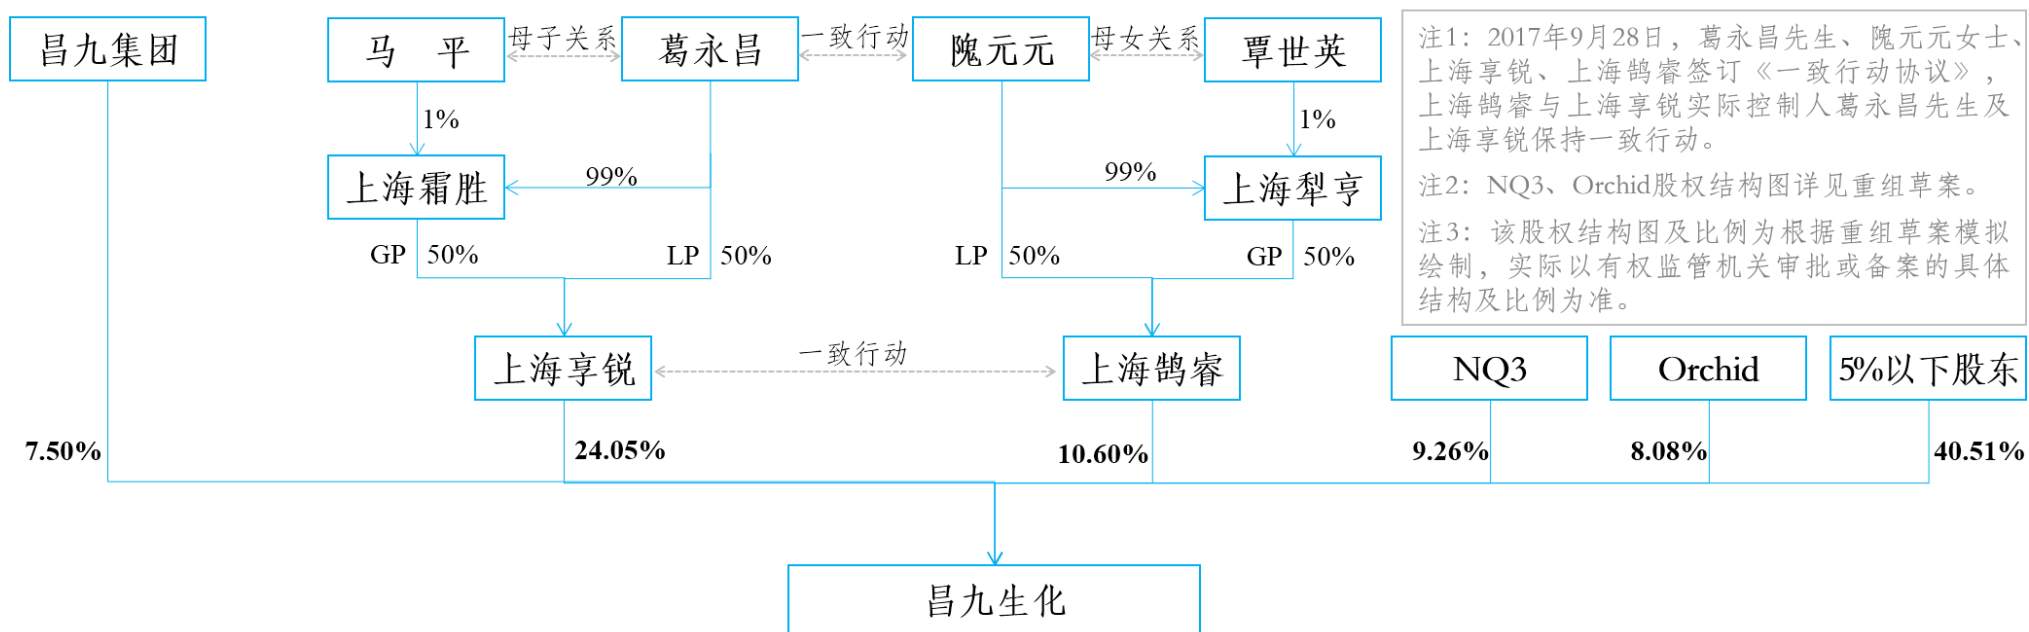 昌九集团
马 平
母子关系
葛永昌
一致行动
隗元元
母女关系
覃世英
注1：2017年9月28日，葛永昌先生、隗元元女士、
上海享锐、上海鹄睿签订《一致行动协议》，
上海鹄睿与上海享锐实际控制人葛永昌先生及
上海享锐保持一致行动。
注2：NQ3、Orchid股权结构图详见重组草案。
注3：该股权结构图及比例为根据重组草案模拟
绘制，实际以有权监管机关审批或备案的具体
结构及比例为准。
1%
1%
上海霜胜
99%
99%
上海犁亨
GP 50%
LP 50%
LP 50%
GP 50%
上海享锐
一致行动
上海鹄睿
NQ3
Orchid
5%以下股东
7.50%
24.05%
10.60%
9.26%
8.08%
40.51%
昌九生化